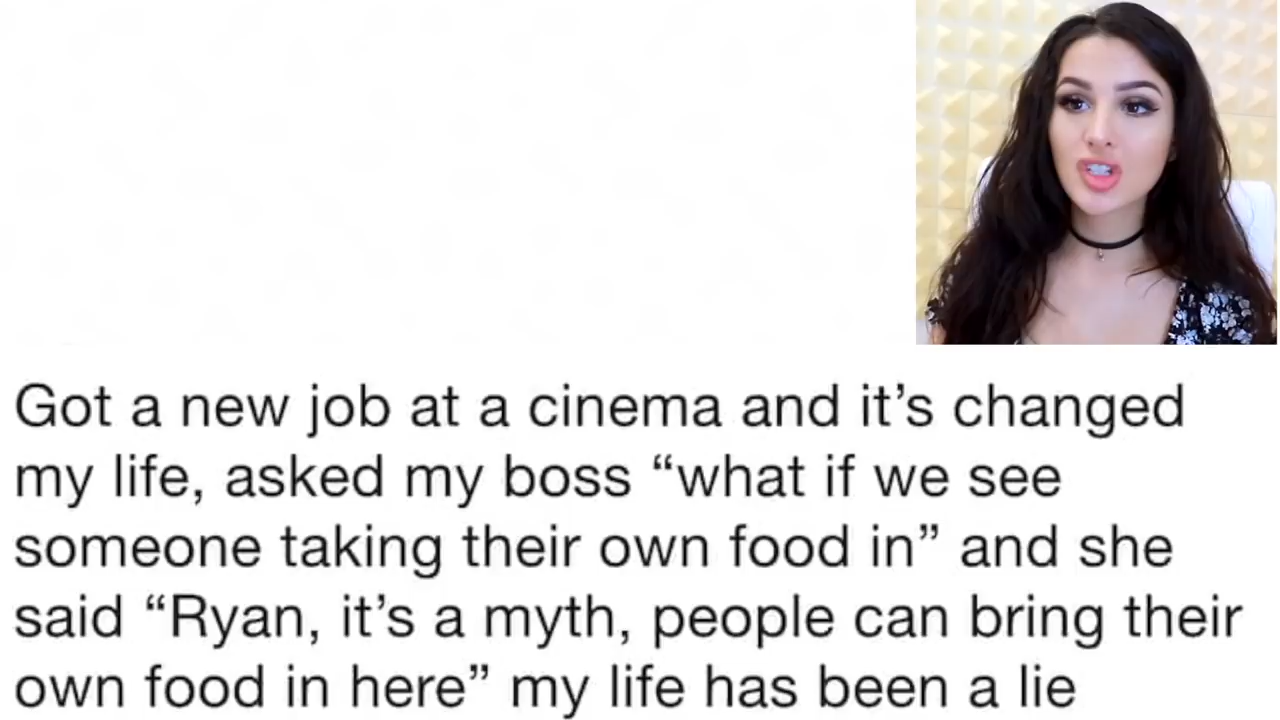 Got a new job at a cinema and it’s changed
my life, asked my boss “what if we see
someone taking their own food in” and she
said “Ryan, it’s a myth, people can bring their
own food in here” my life has been a lie